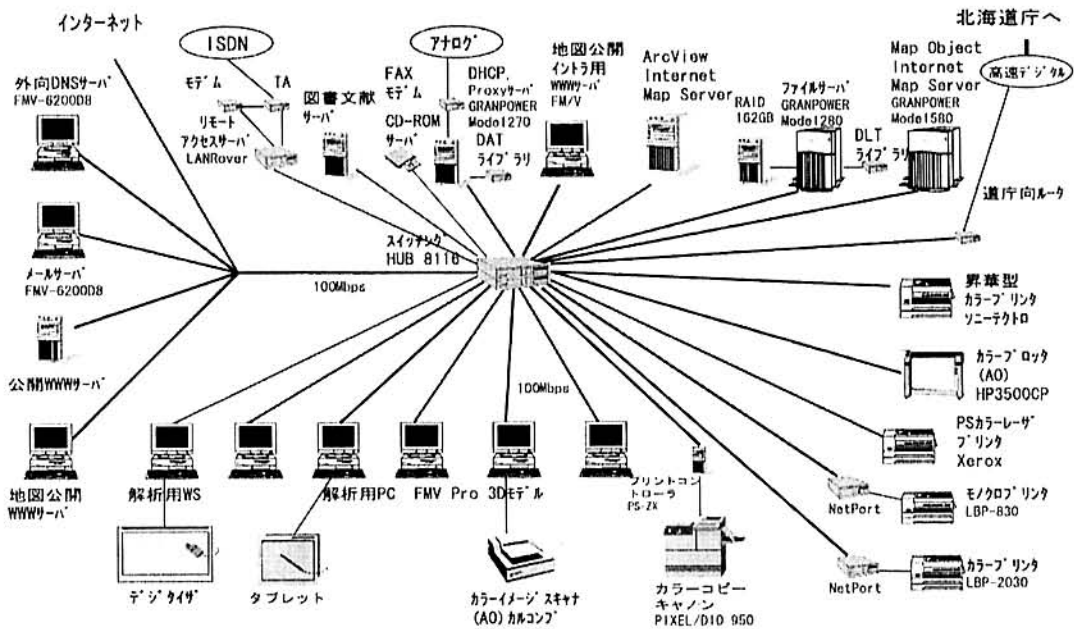 インターネット
ISDN
モデム
TA
リモート
アクセスサーバ
LANRover
外向DNSサーバ
FMV-6200D8
図書文献
サーバ
アナログ
FAX
モデム
CD-ROM
サーバ
DHCP,
Proxyサーバ
GRANPOWER
Model270
DAT
ライブラリ
地図公開
イントラ用
WWWサーバ
FM/V
ArcView
Internet
Map Server
RAID
162GB
ファイルサーバ
GRANPOWER
Model280
DLT
ライブラリ
Map Object
Internet
Map Server
GRANPOWER
Model580
北海道庁へ
高速デジタル
道庁向ルータ
メールサーバ
FMV-6200D8
スイッチング
HUB 8116
100Mbps
公開WWWサーバ
地図公開
WWWサーバ
100Mbps
解析用WS
解析用PC
FMV Pro
3Dモデル
プリントコン
トローラ
PS-ZX
デジタイザ
タブレット
カラーイメージスキャナ
(A0) カルコンプ
カラーコピー
キャノン
PIXEL/DIO 950
昇華型
カラープリンタ
ソニーテクトロ
カラープロッタ
(A0)
HP3500CP
PSカラーレーザ
プリンタ
Xerox
NetPort
モノクロプリンタ
LBP-830
NetPort
カラープリンタ
LBP-2030